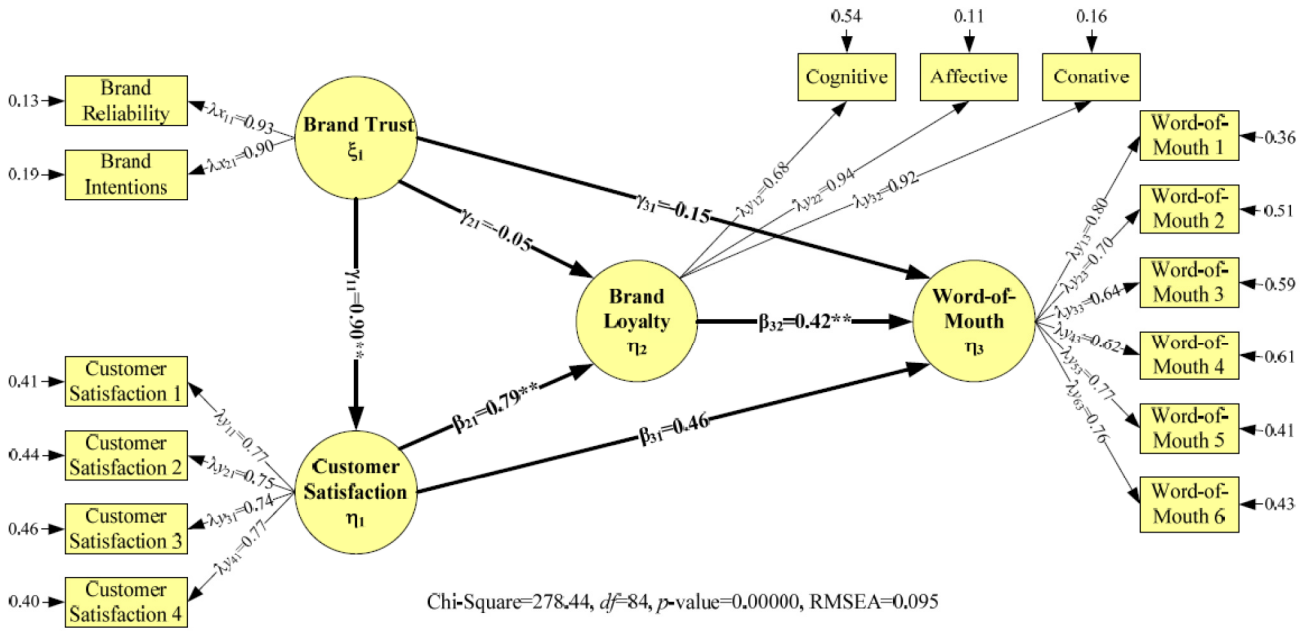 0.54
0.11
0.16
Cognitive
Affective
Conative
0.13
Brand
Reliability
λx₁₁=0.93
0.19
Brand
Intentions
λx₂₁=0.90
Brand Trust
ξ₁
γ₃₁=-0.15
γ₂₁=-0.05
γ₁₁=0.90**
λy₁₂=0.68
λy₂₂=0.94
λy₃₂=0.92
Brand
Loyalty
η₂
β₃₂=0.42**
Word-of-
Mouth
η₃
β₂₁=0.79**
β₃₁=0.46
Customer
Satisfaction
η₁
0.41
Customer
Satisfaction 1
λy₁₁=0.77
0.44
Customer
Satisfaction 2
λy₂₁=0.75
0.46
Customer
Satisfaction 3
λy₃₁=0.74
0.40
Customer
Satisfaction 4
λy₄₁=0.77
λy₁₃=0.80
Word-of-
Mouth 1
0.36
λy₂₃=0.70
Word-of-
Mouth 2
0.51
λy₃₃=0.64
Word-of-
Mouth 3
0.59
λy₄₃=0.62
Word-of-
Mouth 4
0.61
λy₅₃=0.77
Word-of-
Mouth 5
0.41
λy₆₃=0.76
Word-of-
Mouth 6
0.43
Chi-Square=278.44, df=84, p-value=0.00000, RMSEA=0.095